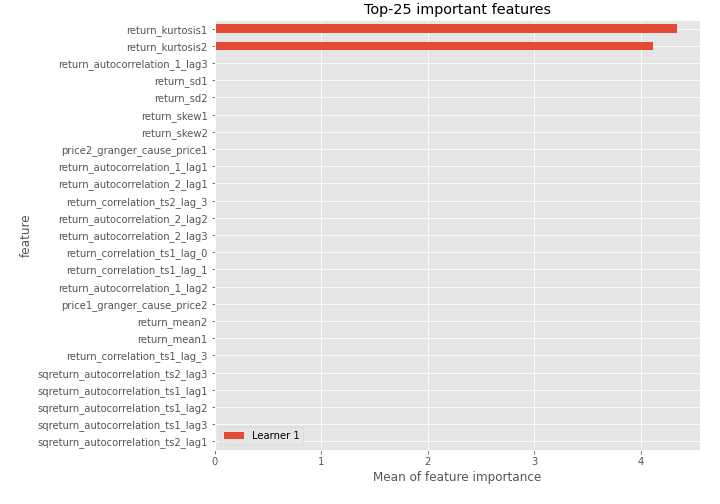 Top-25 important features
return_kurtosis1
return_kurtosis2
return_autocorrelation_1_lag3
return_sd1
return_sd2
return_skew1
return_skew2
price2_granger_cause_price1
return_autocorrelation_1_lag1
return_autocorrelation_2_lag1
return_correlation_ts2_lag_3
return_autocorrelation_2_lag2
return_autocorrelation_2_lag3
return_correlation_ts1_lag_0
return_correlation_ts1_lag_1
return_autocorrelation_1_lag2
price1_granger_cause_price2
return_mean2
return_mean1
return_correlation_ts1_lag_3
sqreturn_autocorrelation_ts2_lag3
sqreturn_autocorrelation_ts1_lag1
sqreturn_autocorrelation_ts1_lag2
sqreturn_autocorrelation_ts1_lag3
sqreturn_autocorrelation_ts2_lag1
feature
Learner 1
0 1 2 3 4
Mean of feature importance